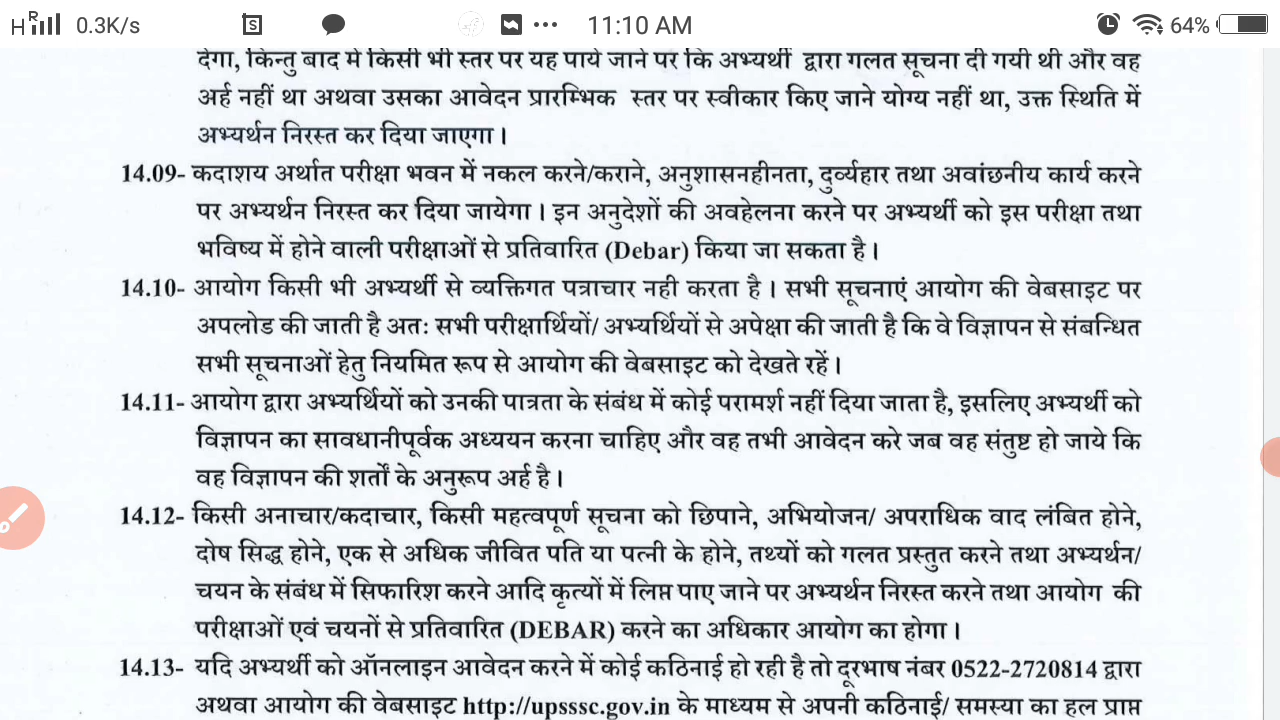 HR 0.3K/s S ... 11:10 AM 64%
देगा, किन्तु बाद में किसी भी स्तर पर यह पाये जाने पर कि अभ्यर्थी द्वारा गलत सूचना दी गयी थी और वह
अर्ह नहीं था अथवा उसका आवेदन प्रारम्भिक स्तर पर स्वीकार किए जाने योग्य नहीं था, उक्त स्थिति में
अभ्यर्थन निरस्त कर दिया जाएगा ।
14.09- कदाशय अर्थात परीक्षा भवन में नकल करने/कराने, अनुशासनहीनता, दुर्व्यहार तथा अवांछनीय कार्य करने
पर अभ्यर्थन निरस्त कर दिया जायेगा । इन अनुदेशों की अवहेलना करने पर अभ्यर्थी को इस परीक्षा तथा
भविष्य में होने वाली परीक्षाओं से प्रतिवारित (Debar) किया जा सकता है ।
14.10- आयोग किसी भी अभ्यर्थी से व्यक्तिगत पत्राचार नही करता है । सभी सूचनाएं आयोग की वेबसाइट पर
अपलोड की जाती है अतः सभी परीक्षार्थियों/ अभ्यर्थियों से अपेक्षा की जाती है कि वे विज्ञापन से संबन्धित
सभी सूचनाओं हेतु नियमित रूप से आयोग की वेबसाइट को देखते रहें ।
14.11- आयोग द्वारा अभ्यर्थियों को उनकी पात्रता के संबंध में कोई परामर्श नहीं दिया जाता है, इसलिए अभ्यर्थी को
विज्ञापन का सावधानीपूर्वक अध्ययन करना चाहिए और वह तभी आवेदन करे जब वह संतुष्ट हो जाये कि
वह विज्ञापन की शर्तों के अनुरूप अर्ह है ।
14.12- किसी अनाचार/कदाचार, किसी महत्वपूर्ण सूचना को छिपाने, अभियोजन/ अपराधिक वाद लंबित होने,
दोष सिद्ध होने, एक से अधिक जीवित पति या पत्नी के होने, तथ्यों को गलत प्रस्तुत करने तथा अभ्यर्थन/
चयन के संबंध में सिफारिश करने आदि कृत्यों में लिप्त पाए जाने पर अभ्यर्थन निरस्त करने तथा आयोग की
परीक्षाओं एवं चयनों से प्रतिवारित (DEBAR) करने का अधिकार आयोग का होगा ।
14.13- यदि अभ्यर्थी को ऑनलाइन आवेदन करने में कोई कठिनाई हो रही है तो दूरभाष नंबर 0522-2720814 द्वारा
अथवा आयोग की वेबसाइट http://upsssc.gov.in के माध्यम से अपनी कठिनाई/ समस्या का हल प्राप्त